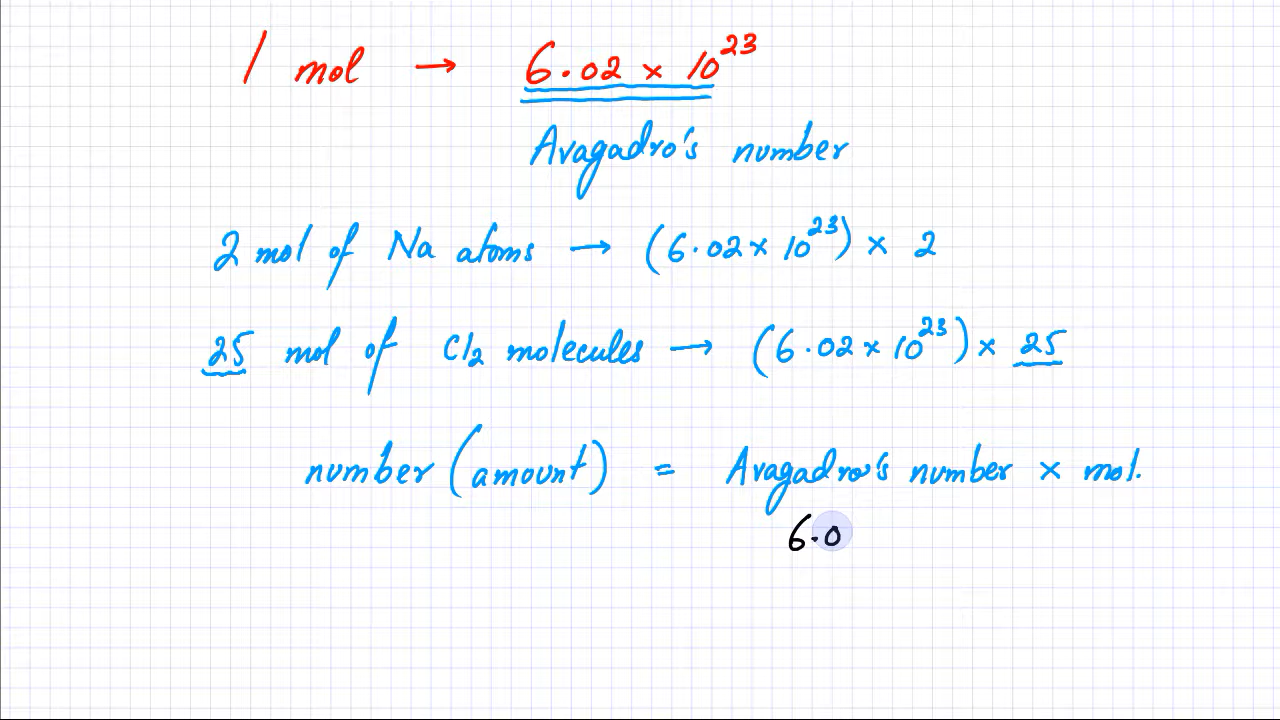 1 mol → 6.02 × 10²³
Avagadro's number
2 mol of Na atoms → (6.02 × 10²³) × 2
25 mol of Cl₂ molecules → (6.02 × 10²³) × 25
number (amount) = Avagadro's number × mol.
6.0